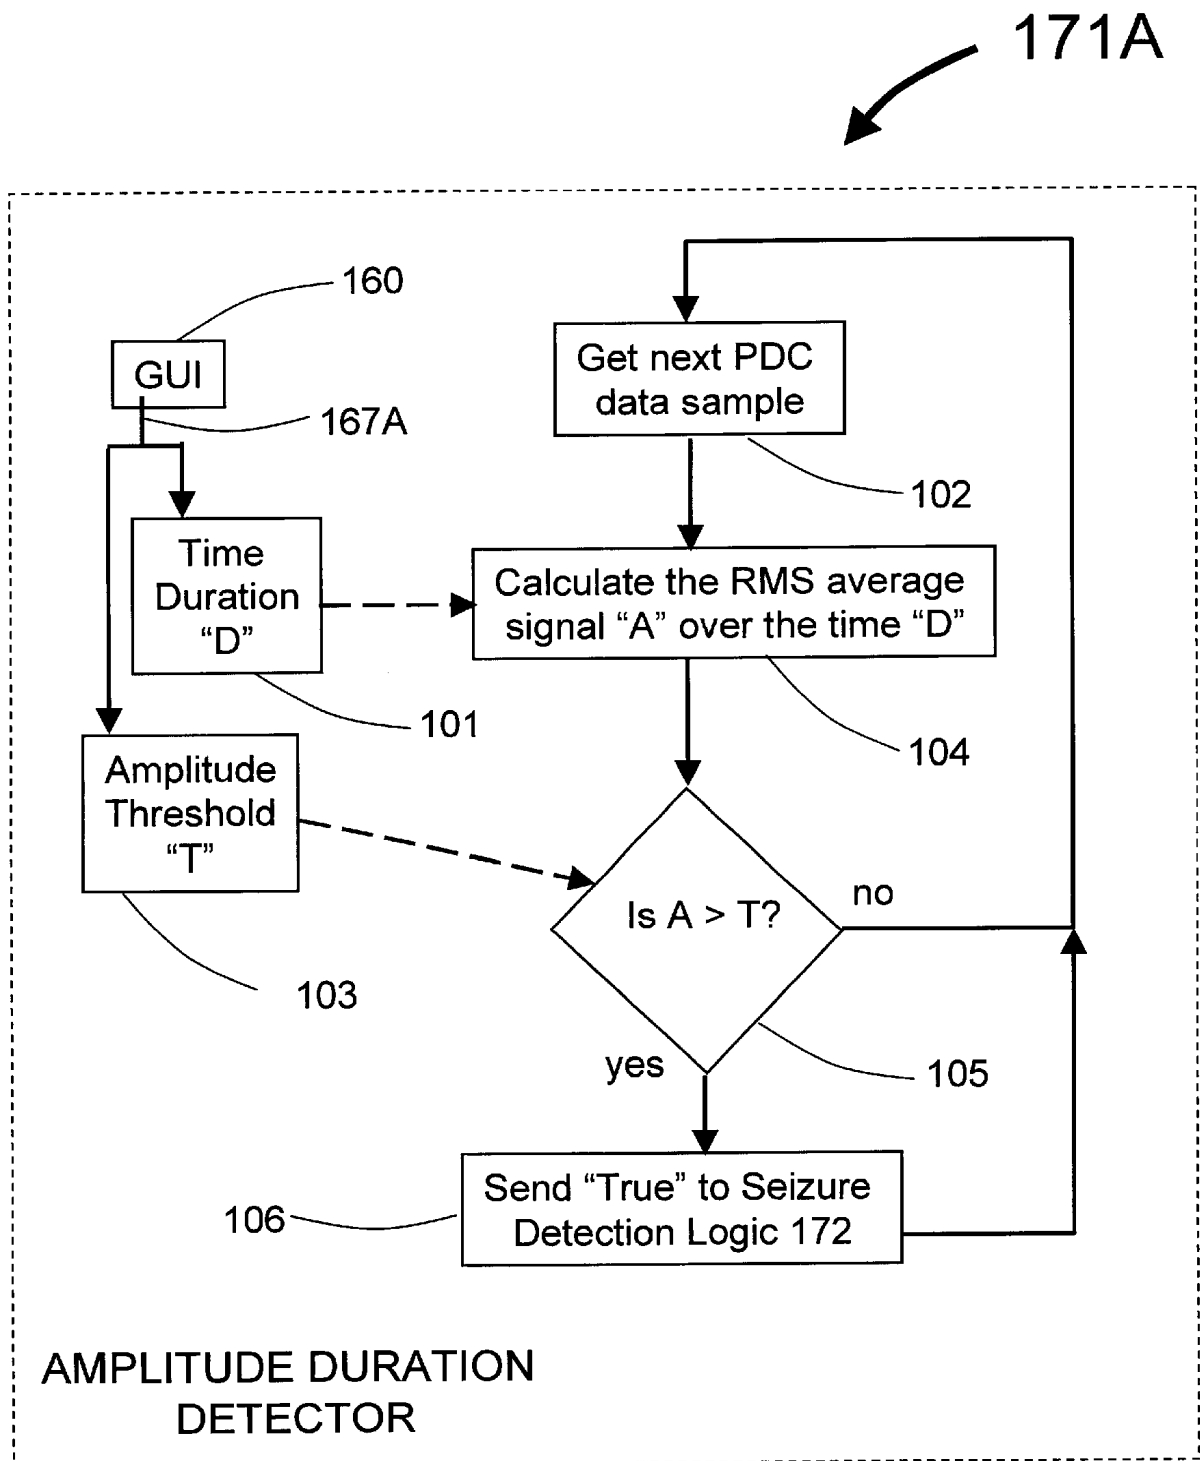 171A
160
GUI
167A
Get next PDC
data sample
102
Time
Duration
“D”
101
Calculate the RMS average
signal “A” over the time “D”
104
Amplitude
Threshold
“T”
103
Is A > T?
no
yes
105
Send “True” to Seizure
Detection Logic 172
106
AMPLITUDE DURATION
DETECTOR